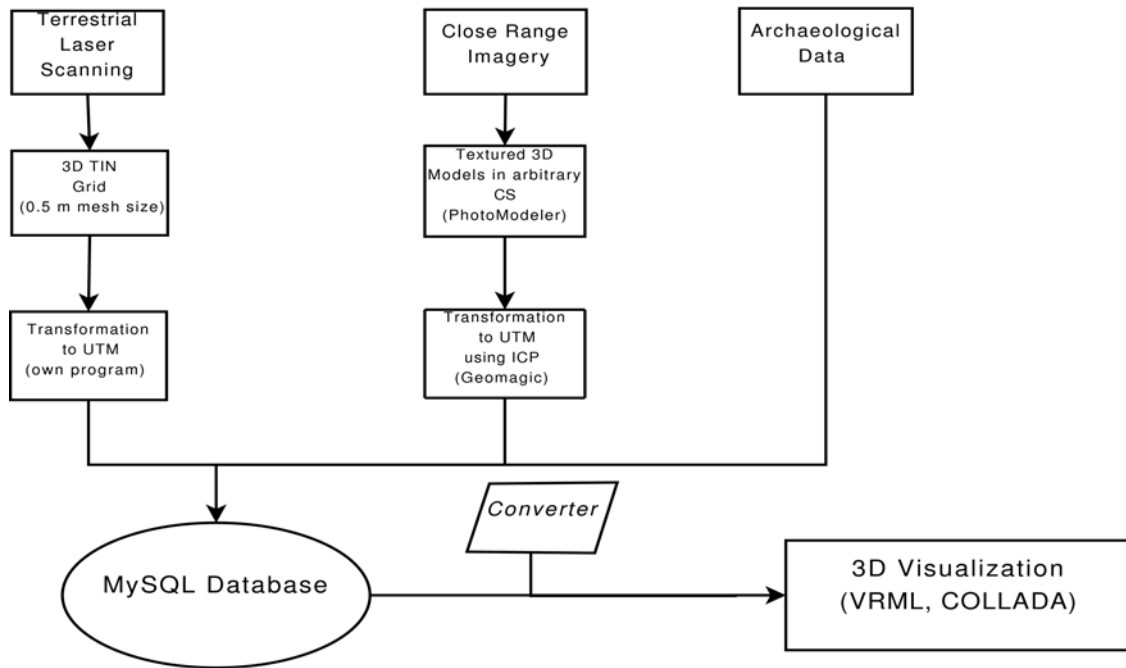 Terrestrial
Laser
Scanning
Close Range
Imagery
Archaeological
Data
3D TIN
Grid
(0.5 m mesh size)
Textured 3D
Models in arbitrary
CS
(PhotoModeler)
Transformation
to UTM
(own program)
Transformation
to UTM
using ICP
(Geomagic)
Converter
MySQL Database
3D Visualization
(VRML, COLLADA)